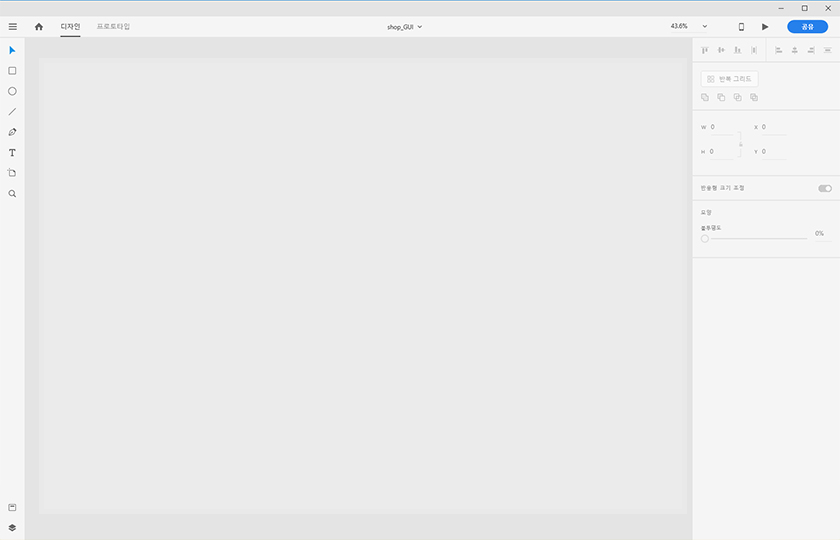 디자인
프로토타입
shop_GUI
43.6%
공유
반복 그리드
W 0
X 0
H 0
Y 0
반응형 크기 조절
모양
불투명도
0%